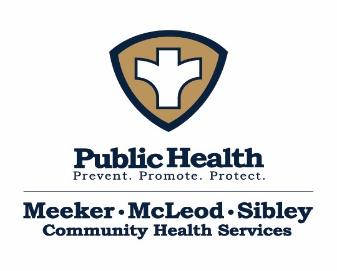 Public Health
Prevent. Promote. Protect.
Meeker • McLeod • Sibley
Community Health Services